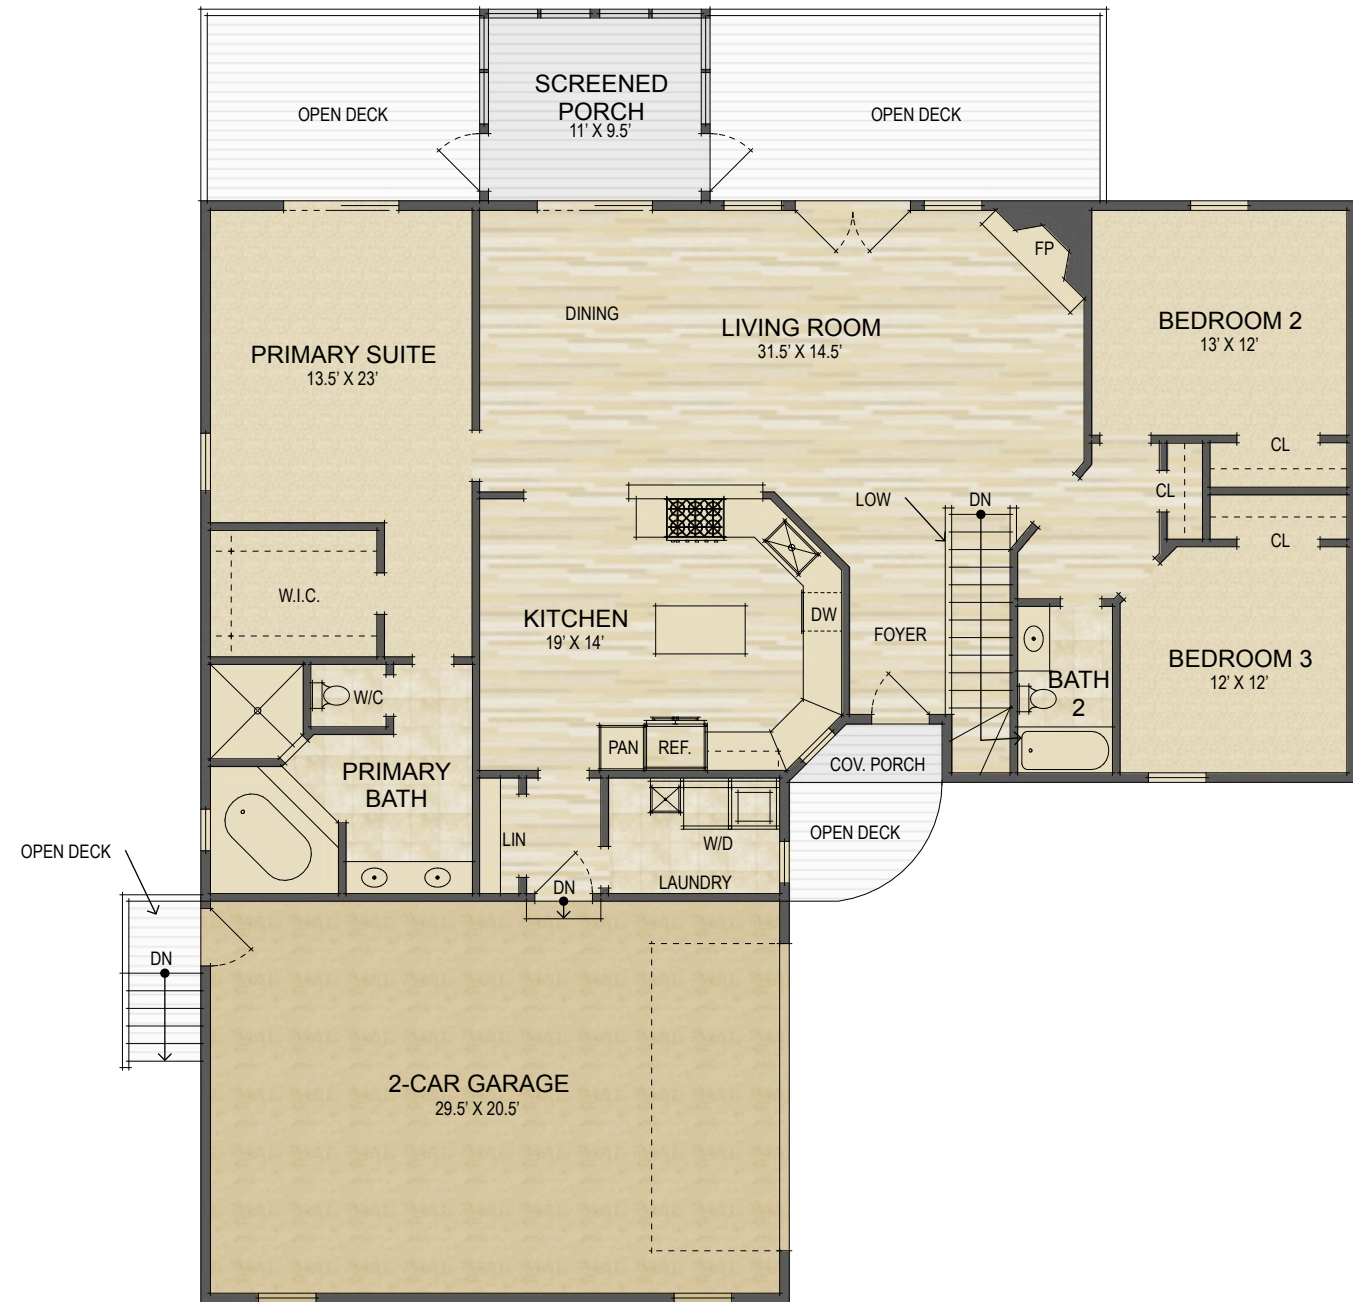 SCREENED
PORCH
11’ X 9.5’
OPEN DECK
OPEN DECK
FP
DINING
LIVING ROOM
31.5’ X 14.5’
BEDROOM 2
13’ X 12’
PRIMARY SUITE
13.5’ X 23’
CL
CL
CL
LOW
DN
W.I.C.
KITCHEN
19’ X 14’
DW
FOYER
BEDROOM 3
12’ X 12’
BATH
2
W/C
PAN
REF.
COV. PORCH
PRIMARY
BATH
LIN
W/D
OPEN DECK
LAUNDRY
DN
OPEN DECK
DN
2-CAR GARAGE
29.5’ X 20.5’